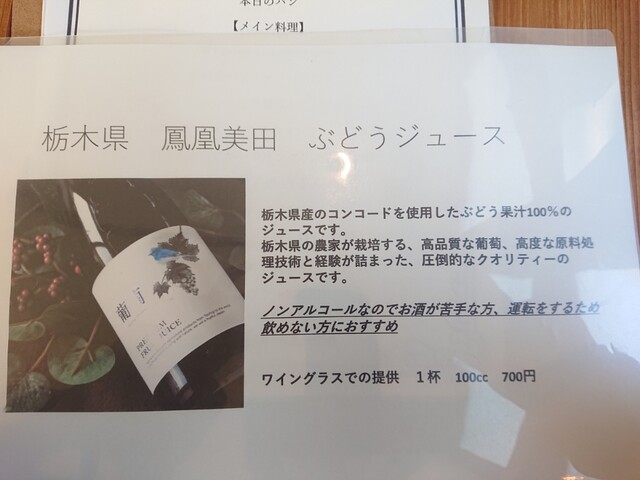 本日のパン
【メイン料理】
栃木県　鳳凰美田　ぶどうジュース
栃木県産のコンコードを使用したぶどう果汁100%の
ジュースです。
栃木県の農家が栽培する、高品質な葡萄、高度な原料処
理技術と経験が詰まった、圧倒的なクオリティーの
ジュースです。
ノンアルコールなのでお酒が苦手な方、運転をするため
飲めない方におすすめ
ワイングラスでの提供　1杯　100cc　700円
葡
PRE